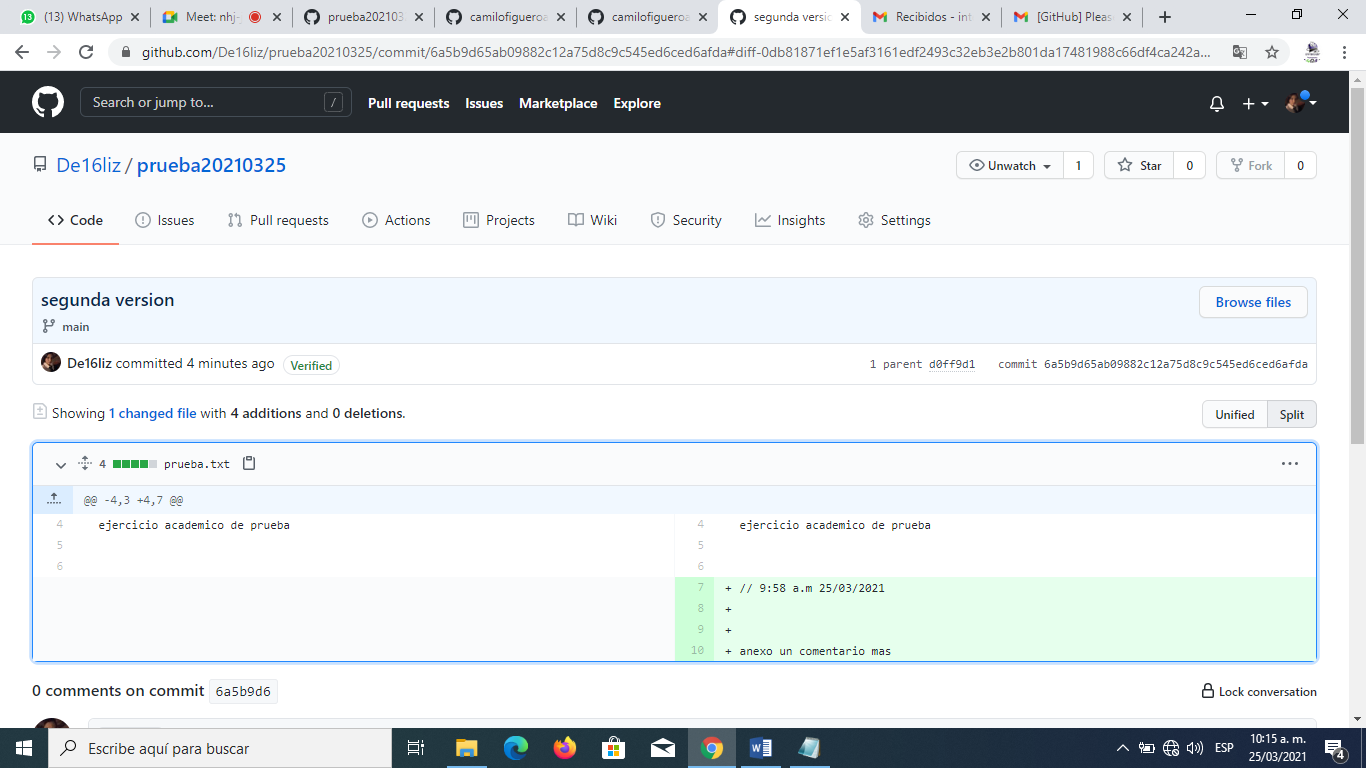 (13) WhatsApp
Meet: nhj-
prueba202103
camilofigueroa
camilofigueroa
segunda versi
Recibidos - int
[GitHub] Pleas
github.com/De16liz/prueba20210325/commit/6a5b9d65ab09882c12a75d8c9c545ed6ced6afda#diff-0db81871ef1e5af3161edf2493c32eb3e2b801da17481988c66df4ca242a...
Search or jump to... /
Pull requests Issues Marketplace Explore
De16liz / prueba20210325
Unwatch 1 Star 0 Fork 0
Code Issues Pull requests Actions Projects Wiki Security Insights Settings
segunda version
Browse files
main
De16liz committed 4 minutes ago Verified
1 parent d0ff9d1 commit 6a5b9d65ab09882c12a75d8c9c545ed6ced6afda
Showing 1 changed file with 4 additions and 0 deletions.
Unified Split
4 prueba.txt
@@ -4,3 +4,7 @@
4 ejercicio academico de prueba 4 ejercicio academico de prueba
5 5
6 6
7 + // 9:58 a.m 25/03/2021
8 +
9 +
10 + anexo un comentario mas
0 comments on commit 6a5b9d6
Lock conversation
Escribe aquí para buscar
ESP
10:15 a. m.
25/03/2021
4